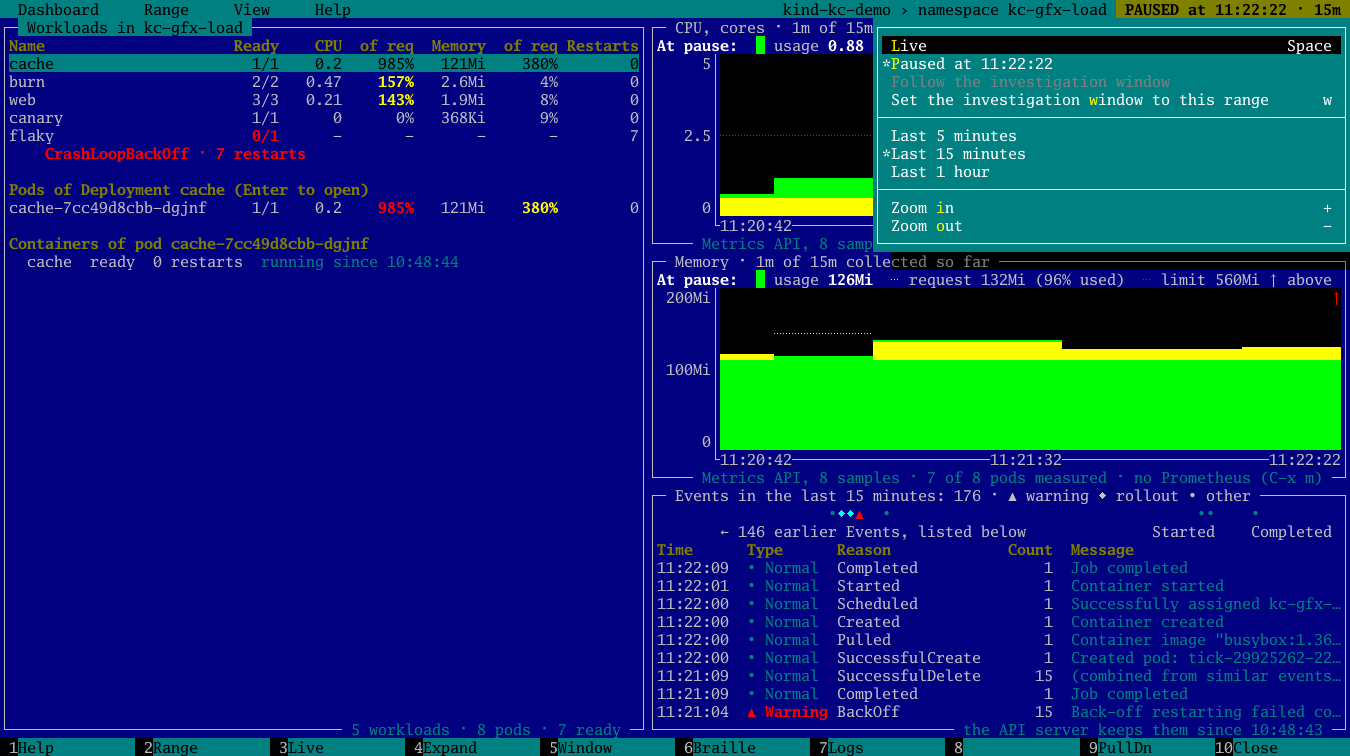 Dashboard Range View Help kind-kc-demo › namespace kc-gfx-load PAUSED at 11:22:22 · 15m
Workloads in kc-gfx-load
Name Ready CPU of req Memory of req Restarts
cache 1/1 0.2 985% 121Mi 380% 0
burn 2/2 0.47 157% 2.6Mi 4% 0
web 3/3 0.21 143% 1.9Mi 8% 0
canary 1/1 0 0% 368Ki 9% 0
flaky 0/1 – – – – 7
CrashLoopBackOff · 7 restarts
Pods of Deployment cache (Enter to open)
cache-7cc49d8cbb-dgjnf 1/1 0.2 985% 121Mi 380% 0
Containers of pod cache-7cc49d8cbb-dgjnf
cache ready 0 restarts running since 10:48:44
5 workloads · 8 pods · 7 ready
CPU, cores · 1m of 15m
At pause: usage 0.88
5
2.5
0
11:20:42
Metrics API, 8 samp
Live Space
*Paused at 11:22:22
Follow the investigation window
Set the investigation window to this range w
Last 5 minutes
*Last 15 minutes
Last 1 hour
Zoom in +
Zoom out –
Memory · 1m of 15m collected so far
At pause: usage 126Mi ┄ request 132Mi (96% used) ┄ limit 560Mi ↑ above
200Mi ↑
100Mi
0
11:20:42 11:21:32 11:22:22
Metrics API, 8 samples · 7 of 8 pods measured · no Prometheus (C-x m)
Events in the last 15 minutes: 176 · ▲ warning ◆ rollout • other
← 146 earlier Events, listed below Started Completed
Time Type Reason Count Message
11:22:09 • Normal Completed 1 Job completed
11:22:01 • Normal Started 1 Container started
11:22:00 • Normal Scheduled 1 Successfully assigned kc-gfx-…
11:22:00 • Normal Created 1 Container created
11:22:00 • Normal Pulled 1 Container image "busybox:1.36…
11:22:00 • Normal SuccessfulCreate 1 Created pod: tick-29925262-22…
11:21:09 • Normal SuccessfulDelete 15 (combined from similar events…
11:21:09 • Normal Completed 1 Job completed
11:21:04 ▲ Warning BackOff 15 Back-off restarting failed co…
the API server keeps them since 10:48:43
1Help 2Range 3Live 4Expand 5Window 6Braille 7Logs 8 9PullDn 10Close